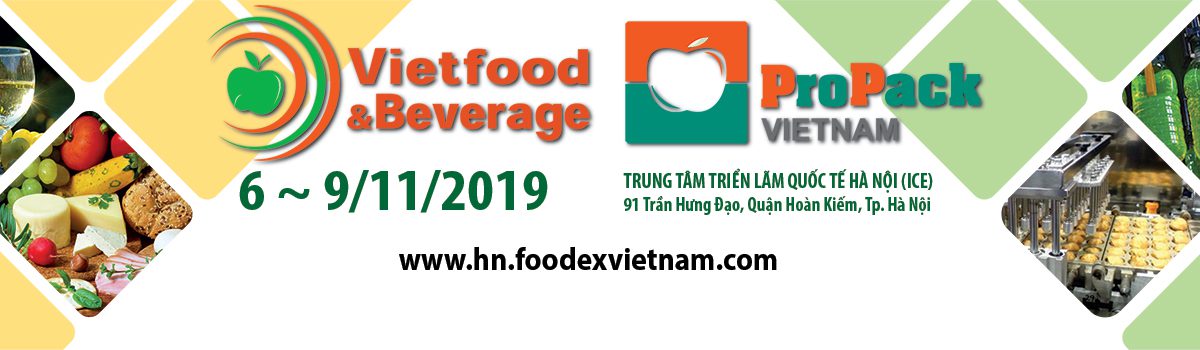 Vietfood
&Beverage
ProPack
VIETNAM
6 ~ 9/11/2019
TRUNG TÂM TRIỂN LÃM QUỐC TẾ HÀ NỘI (ICE)
91 Trần Hưng Đạo, Quận Hoàn Kiếm, Tp. Hà Nội
www.hn.foodexvietnam.com